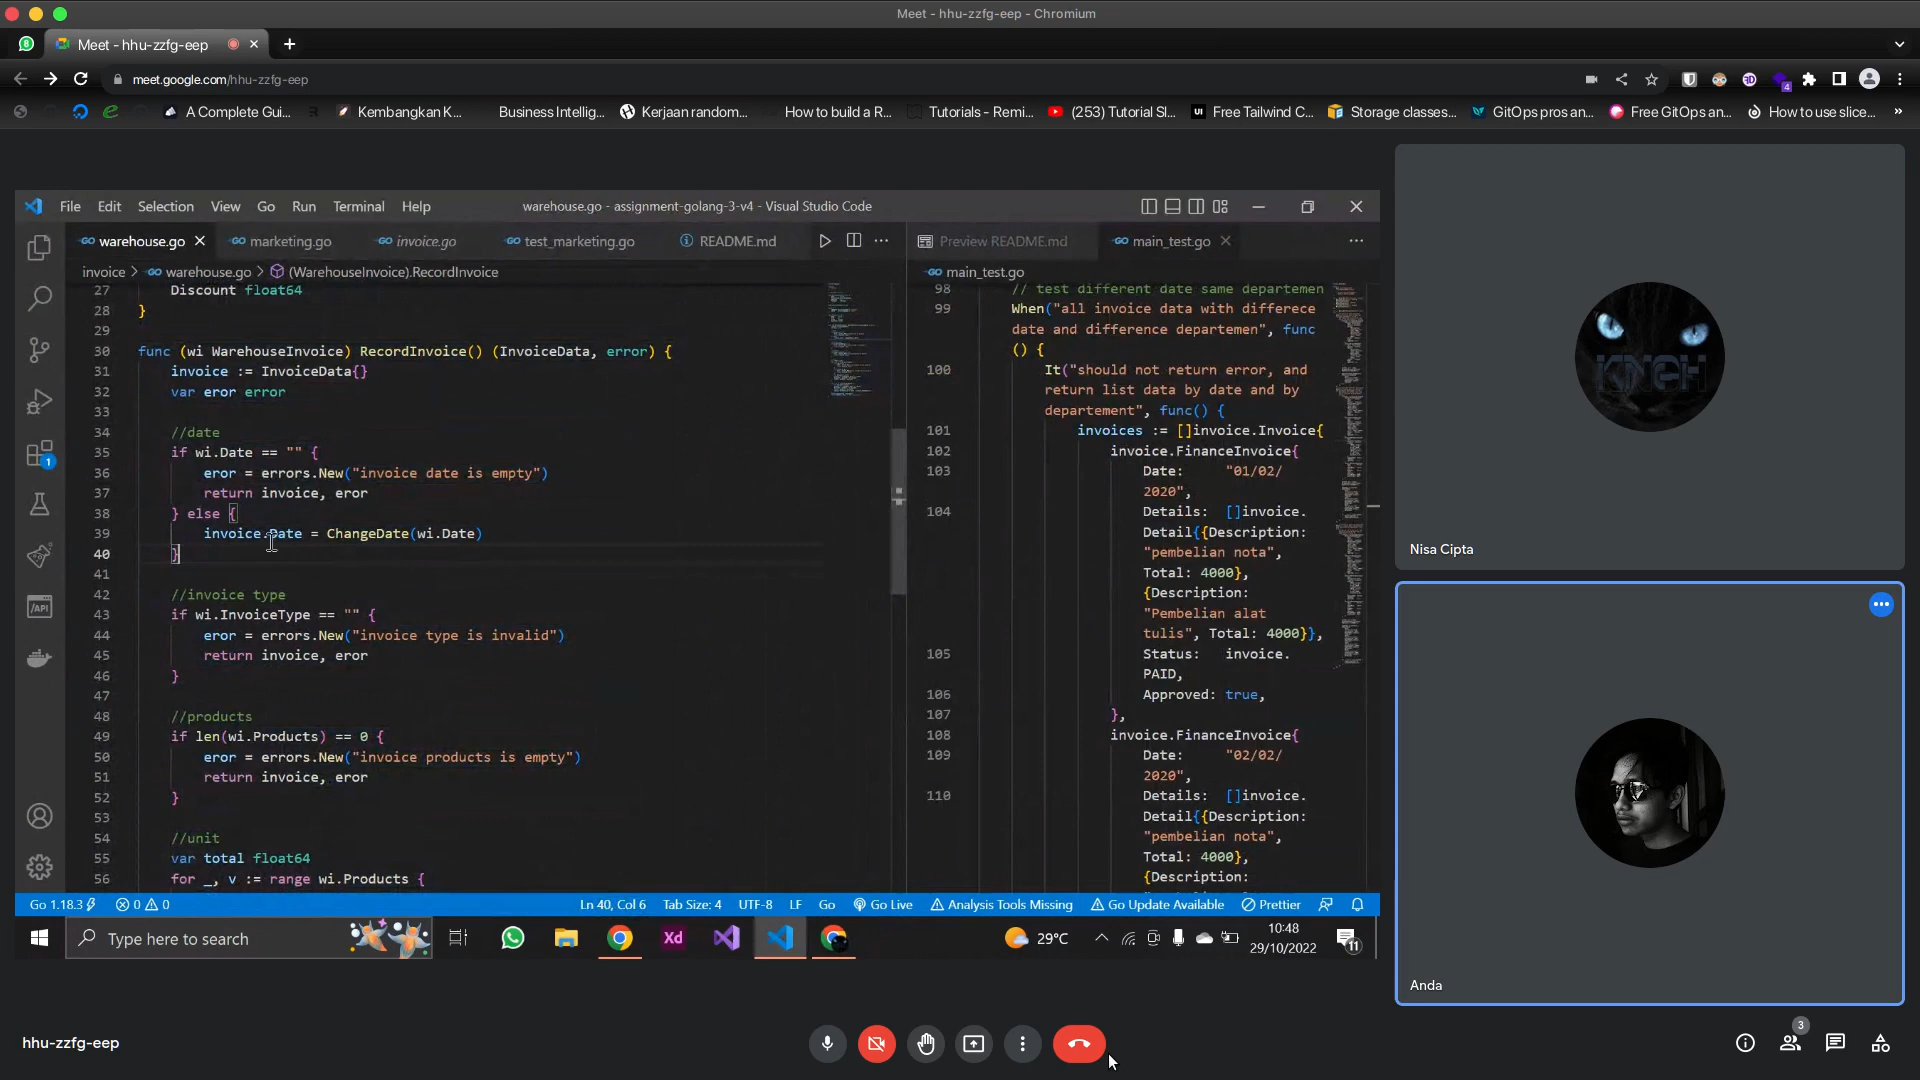 Meet - hhu-zzfg-eep - Chromium
Meet - hhu-zzfg-eep
meet.google.com/hhu-zzfg-eep
4
A Complete Gui...
Kembangkan K...
Business Intellig...
Kerjaan random...
How to build a R...
Tutorials - Remi...
(253) Tutorial Sl...
UI Free Tailwind C...
Storage classes...
GitOps pros an...
Free GitOps an...
How to use slice...
File Edit Selection View Go Run Terminal Help
warehouse.go - assignment-golang-3-v4 - Visual Studio Code
warehouse.go
marketing.go
invoice.go
test_marketing.go
README.md
invoice > warehouse.go > (WarehouseInvoice).RecordInvoice
27 Discount float64
28 }
29
30 func (wi WarehouseInvoice) RecordInvoice() (InvoiceData, error) {
31 invoice := InvoiceData{}
32 var eror error
33
34 //date
35 if wi.Date == "" {
36 eror = errors.New("invoice date is empty")
37 return invoice, eror
38 } else {
39 invoice.Date = ChangeDate(wi.Date)
40 }
41
42 //invoice type
43 if wi.InvoiceType == "" {
44 eror = errors.New("invoice type is invalid")
45 return invoice, eror
46 }
47
48 //products
49 if len(wi.Products) == 0 {
50 eror = errors.New("invoice products is empty")
51 return invoice, eror
52 }
53
54 //unit
55 var total float64
56 for _, v := range wi.Products {
1
/API
Preview README.md
main_test.go
main_test.go
98 // test different date same departemen
99 When("all invoice data with differece
date and difference departemen", func
() {
100 It("should not return error, and
return list data by date and by
departement", func() {
101 invoices := []invoice.Invoice{
102 invoice.FinanceInvoice{
103 Date: "01/02/
2020",
104 Details: []invoice.
Detail{{Description:
"pembelian nota",
Total: 4000},
{Description:
"Pembelian alat
tulis", Total: 4000}},
105 Status: invoice.
PAID,
106 Approved: true,
107 },
108 invoice.FinanceInvoice{
109 Date: "02/02/
2020",
110 Details: []invoice.
Detail{{Description:
"pembelian nota",
Total: 4000},
{Description:
Go 1.18.3
0 0
Ln 40, Col 6
Tab Size: 4
UTF-8
LF
Go
Go Live
Analysis Tools Missing
Go Update Available
Prettier
Type here to search
Xd
29°C
10:48
29/10/2022
11
KNCH
Nisa Cipta
Anda
hhu-zzfg-eep
3